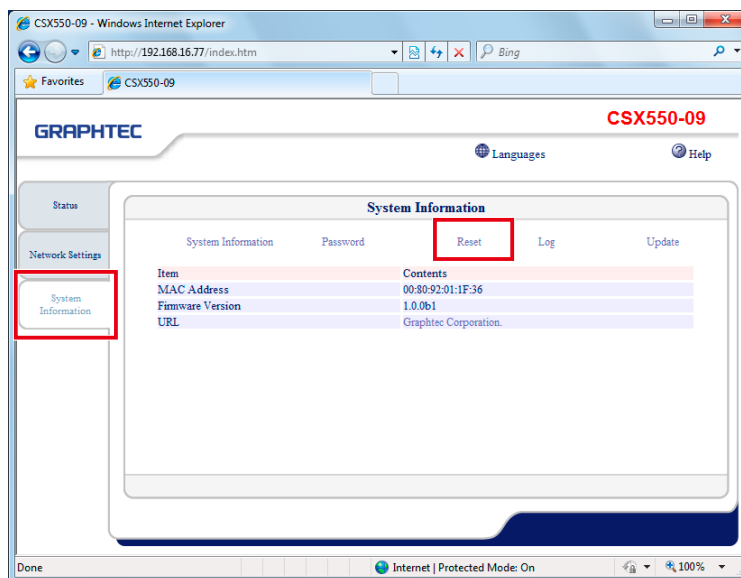 CSX550-09 - Windows Internet Explorer
http://192.168.16.77/index.htm
Bing
Favorites
CSX550-09
GRAPHTEC
CSX550-09
Languages
Help
Status
Network Settings
System
Information
System Information
System Information Password Reset Log Update
Item Contents
MAC Address 00:80:92:01:1F:36
Firmware Version 1.0.0b1
URL Graphtec Corporation.
Done
Internet | Protected Mode: On
100%